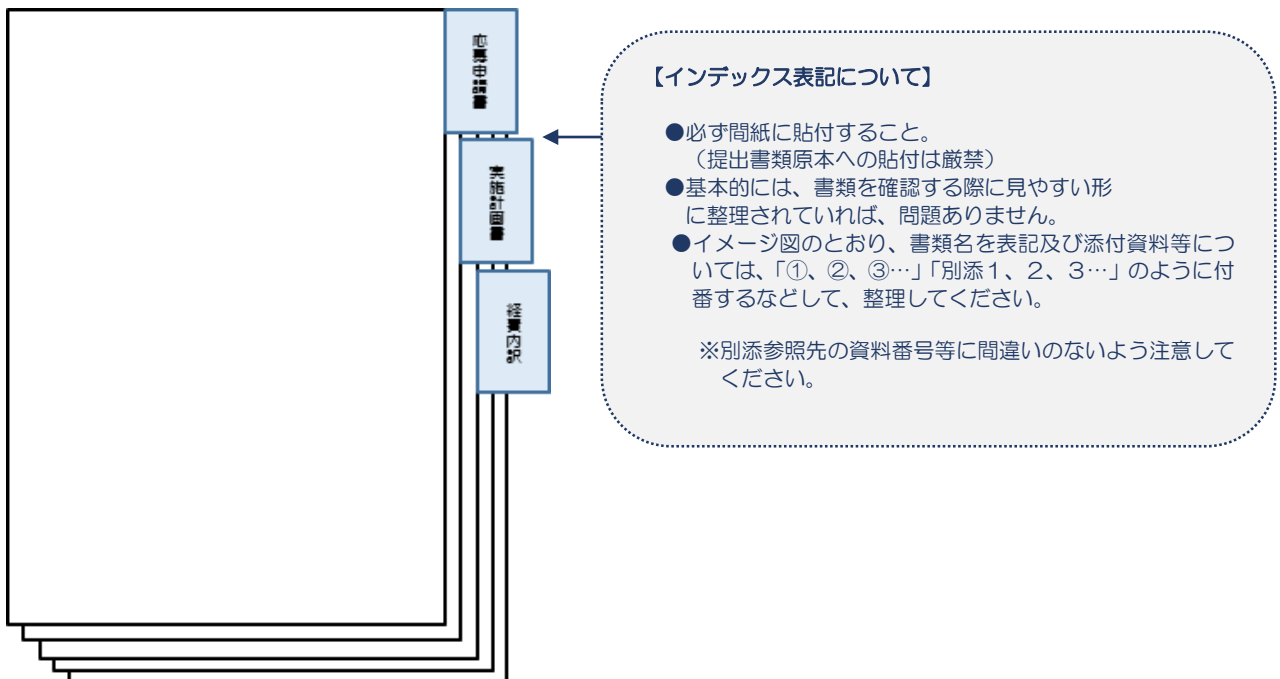 応募申請書
実施計画書
経費内訳
【インデックス表記について】
●必ず間紙に貼付すること。
（提出書類原本への貼付は厳禁）
●基本的には、書類を確認する際に見やすい形
に整理されていれば、問題ありません。
●イメージ図のとおり、書類名を表記及び添付資料等につ
いては、「①、②、③…」「別添１、２、３…」のように付
番するなどして、整理してください。
※別添参照先の資料番号等に間違いのないよう注意して
ください。